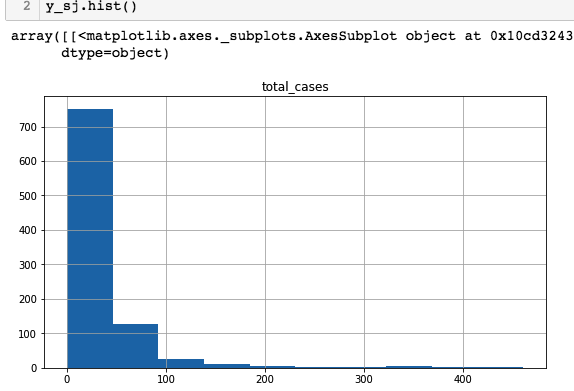 2 y_sj.hist()
array([[<matplotlib.axes._subplots.AxesSubplot object at 0x10cd3243
dtype=object)
total_cases
700
600
500
400
300
200
100
0
0 100 200 300 400